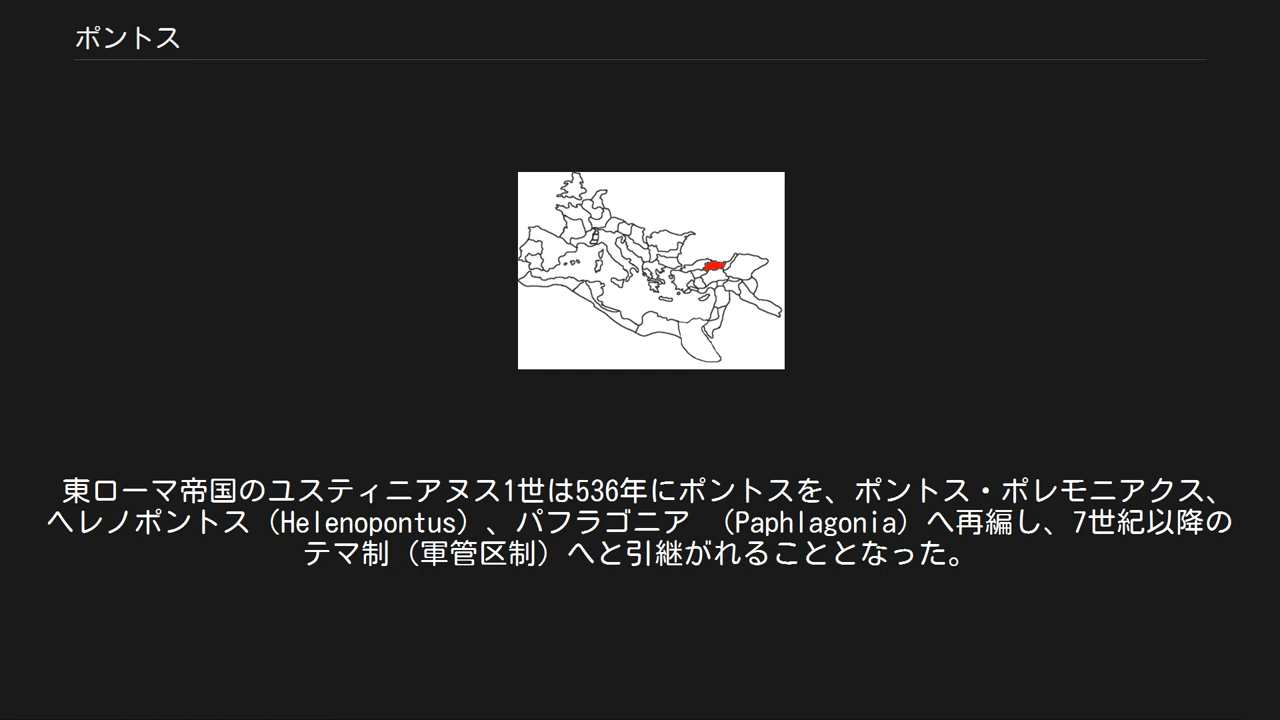 ポントス
東ローマ帝国のユスティニアヌス1世は536年にポントスを、ポントス・ポレモニアクス、
ヘレノポントス（Helenopontus）、パフラゴニア （Paphlagonia）へ再編し、7世紀以降の
テマ制（軍管区制）へと引継がれることとなった。